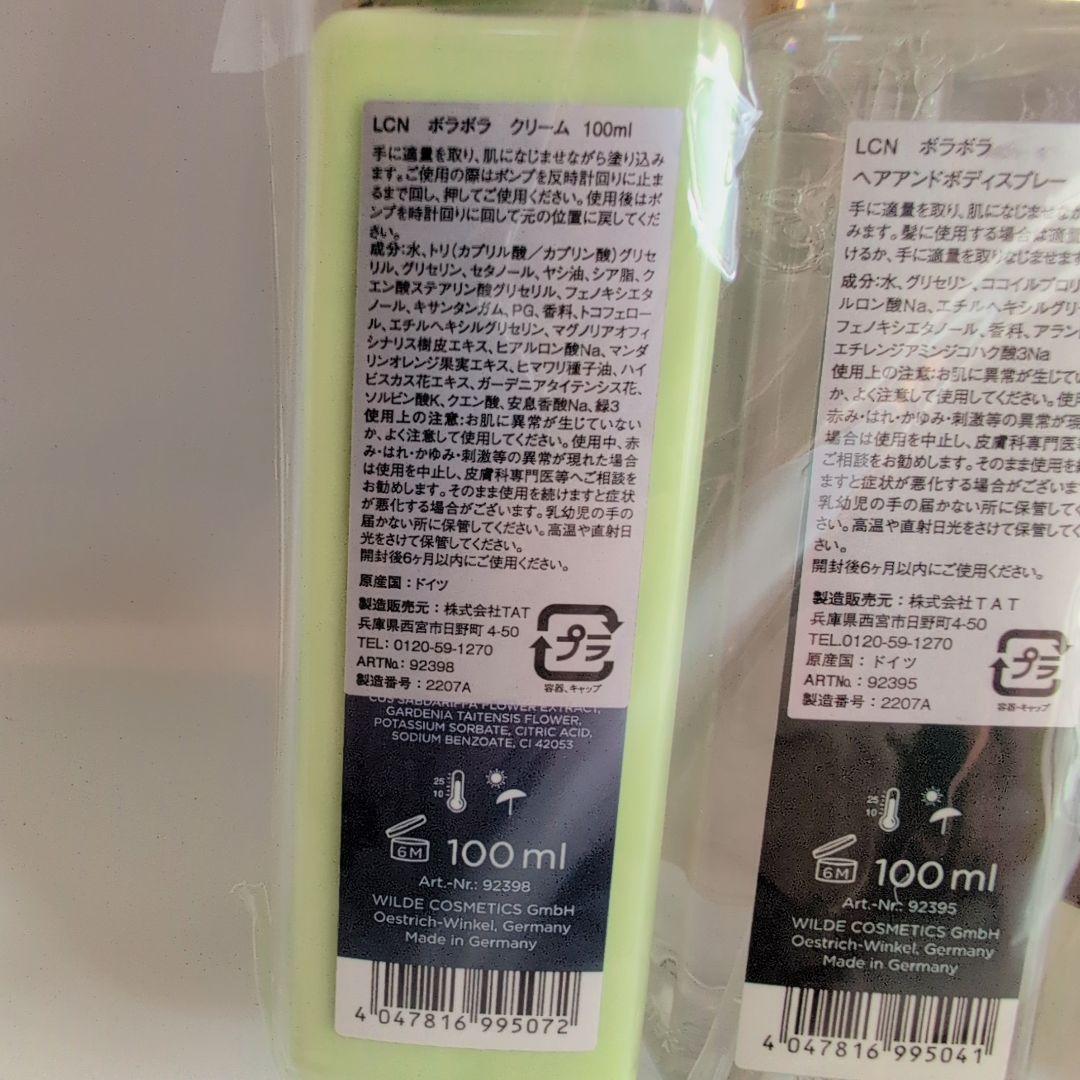 LCN ボラボラ クリーム 100ml
手に適量を取り、肌になじませながら塗り込み
ます。ご使用の際はポンプを反時計回りに止ま
るまで回し、押してご使用ください。使用後はポ
ンプを時計回りに回して元の位置に戻してくだ
さい。
成分:水、トリ(カプリル酸／カプリン酸)グリセ
リル、グリセリン、セタノール、ヤシ油、シア脂、ク
エン酸ステアリン酸グリセリル、フェノキシエタ
ノール、キサンタンガム、PG、香料、トコフェロー
ル、エチルヘキシルグリセリン、マグノリアオフィ
シナリス樹皮エキス、ヒアルロン酸Na、マンダ
リンオレンジ果実エキス、ヒマワリ種子油、ハイ
ビスカス花エキス、ガーデニアタイテンシス花、
ソルビン酸K、クエン酸、安息香酸Na、緑3
使用上の注意:お肌に異常が生じていない
か、よく注意して使用してください。使用中、赤
み・はれ・かゆみ・刺激等の異常が現れた場合
は使用を中止し、皮膚科専門医等へご相談を
お勧めします。そのまま使用を続けますと症状
が悪化する場合がございます。乳幼児の手の
届かない所に保管してください。高温や直射日
光をさけて保管してください。
開封後6ヶ月以内にご使用ください。
原産国：ドイツ
製造販売元：株式会社TAT
兵庫県西宮市日野町 4-50
TEL: 0120-59-1270
ARTNo: 92398
製造番号：2207A
プラ
容器、キャップ
CUS SABDARIFFA FLOWER EXTRACT,
GARDENIA TAITENSIS FLOWER,
POTASSIUM SORBATE, CITRIC ACID,
SODIUM BENZOATE, CI 42053
25
10
6M
100 ml
Art.-Nr.: 92398
WILDE COSMETICS GmbH
Oestrich-Winkel, Germany
Made in Germany
4 047816 995072
LCN ボラボラ
ヘアアンドボディスプレー
手に適量を取り、肌になじませなが
みます。髪に使用する場合は適量
けるか、手に適量を取りなじませます
成分:水、グリセリン、ココイルプロリ
ルロン酸Na、エチルヘキシルグリ
フェノキシエタノール、香料、アラン
エチレンジアミンジコハク酸3Na
使用上の注意:お肌に異常が生じてい
か、よく注意して使用してください。使用
赤み・はれ・かゆみ・刺激等の異常が現
場合は使用を中止し、皮膚科専門医
ご相談をお勧めします。そのまま使用を続
ますと症状が悪化する場合がございま
乳幼児の手の届かない所に保管して
さい。高温や直射日光をさけて保管して
さい。
開封後6ヶ月以内にご使用ください。
製造販売元：株式会社TAT
兵庫県西宮市日野町4-50
TEL.0120-59-1270
原産国：ドイツ
ARTNo.：92395
製造番号：2207A
プラ
容器・キャップ
25
10
6M
100 ml
Art.-Nr.: 92395
WILDE COSMETICS GmbH
Oestrich-Winkel, Germany
Made in Germany
4 047816 995041